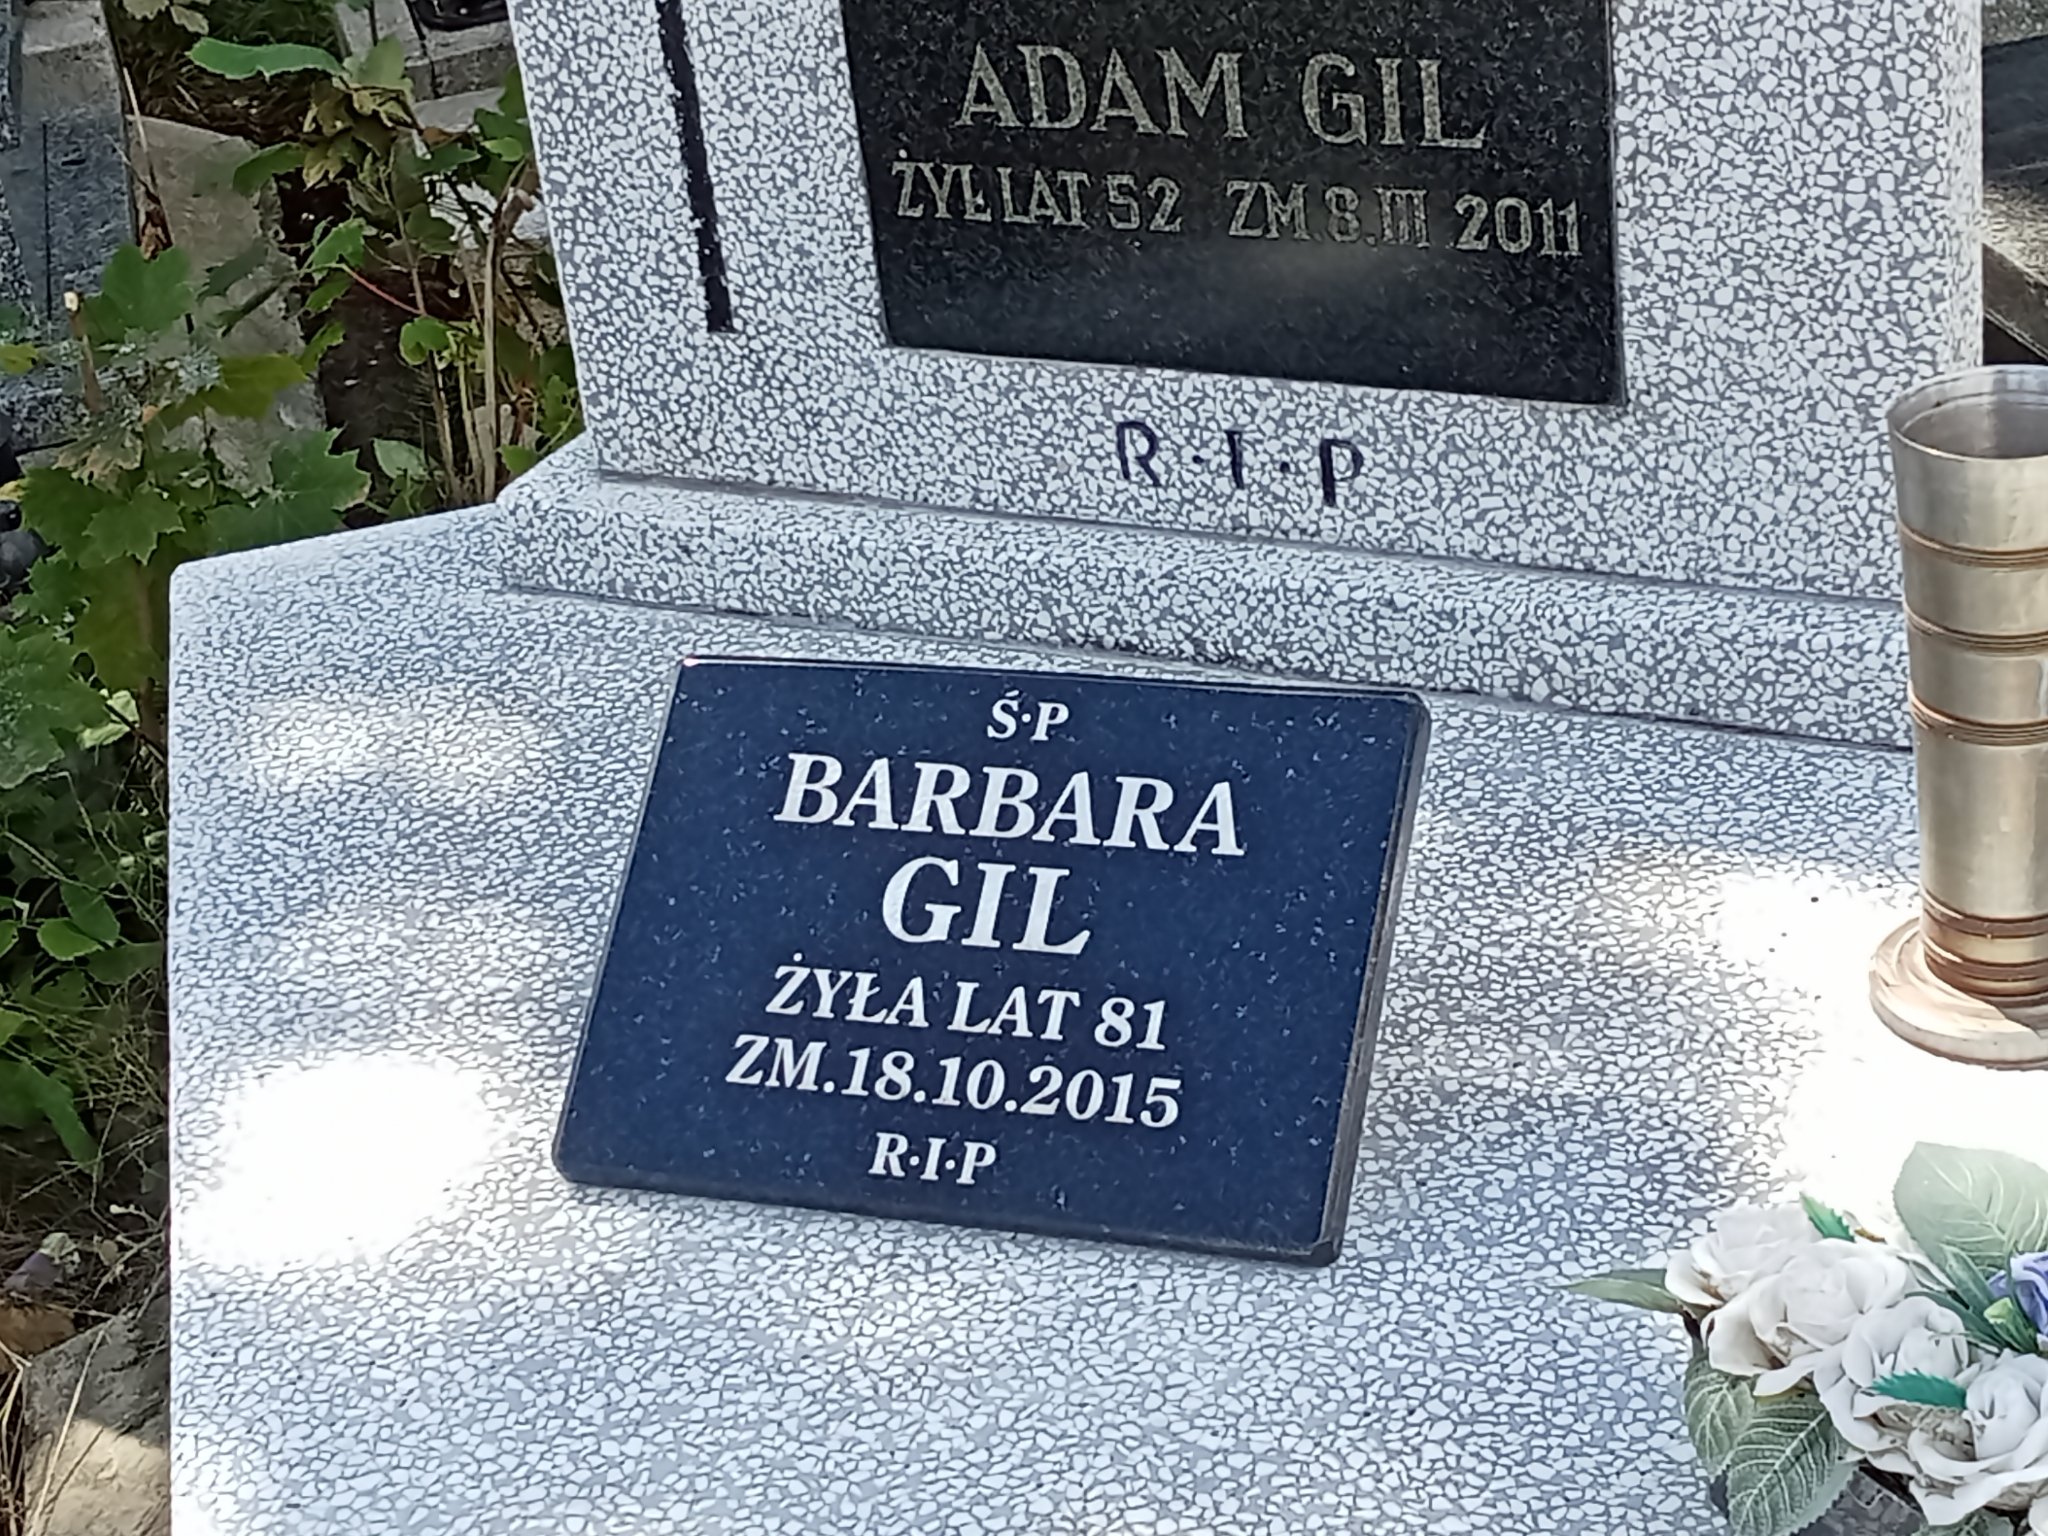 ADAM GIL
ŻYŁ LAT 52 ZM 8.III 2011
R·I·P
Ś·P
BARBARA
GIL
ŻYŁA LAT 81
ZM.18.10.2015
R·I·P